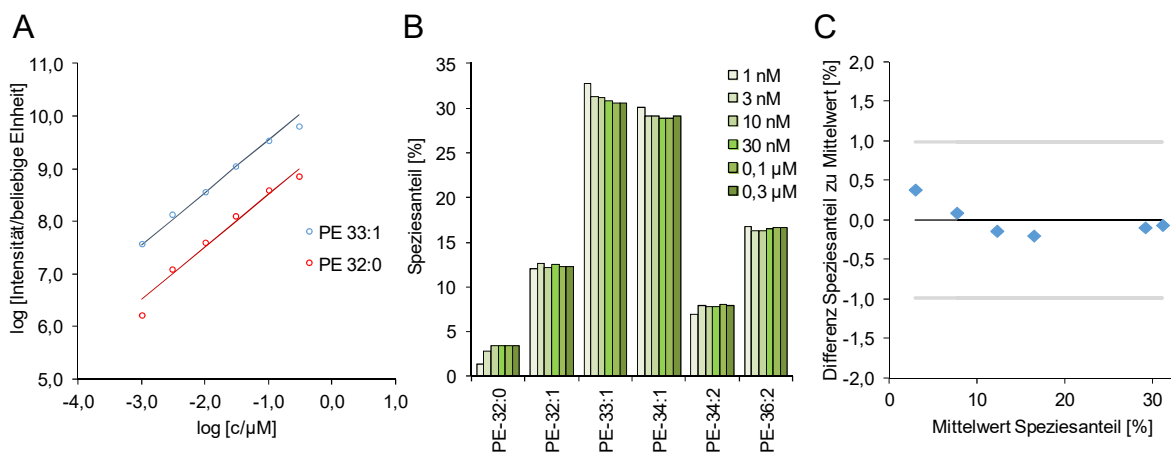 A
log [Intensität/beliebige EInheit]
11,0
10,0
9,0
8,0
7,0
6,0
5,0
-4,0 -3,0 -2,0 -1,0 0,0 1,0
log [c/µM]
PE 33:1
PE 32:0
B
Speziesanteil [%]
35
30
25
20
15
10
5
0
1 nM
3 nM
10 nM
30 nM
0,1 µM
0,3 µM
PE-32:0
PE-32:1
PE-33:1
PE-34:1
PE-34:2
PE-36:2
C
Differenz Speziesanteil zu Mittelwert [%]
2,0
1,5
1,0
0,5
0,0
-0,5
-1,0
-1,5
-2,0
0 10 20 30
Mittelwert Speziesanteil [%]